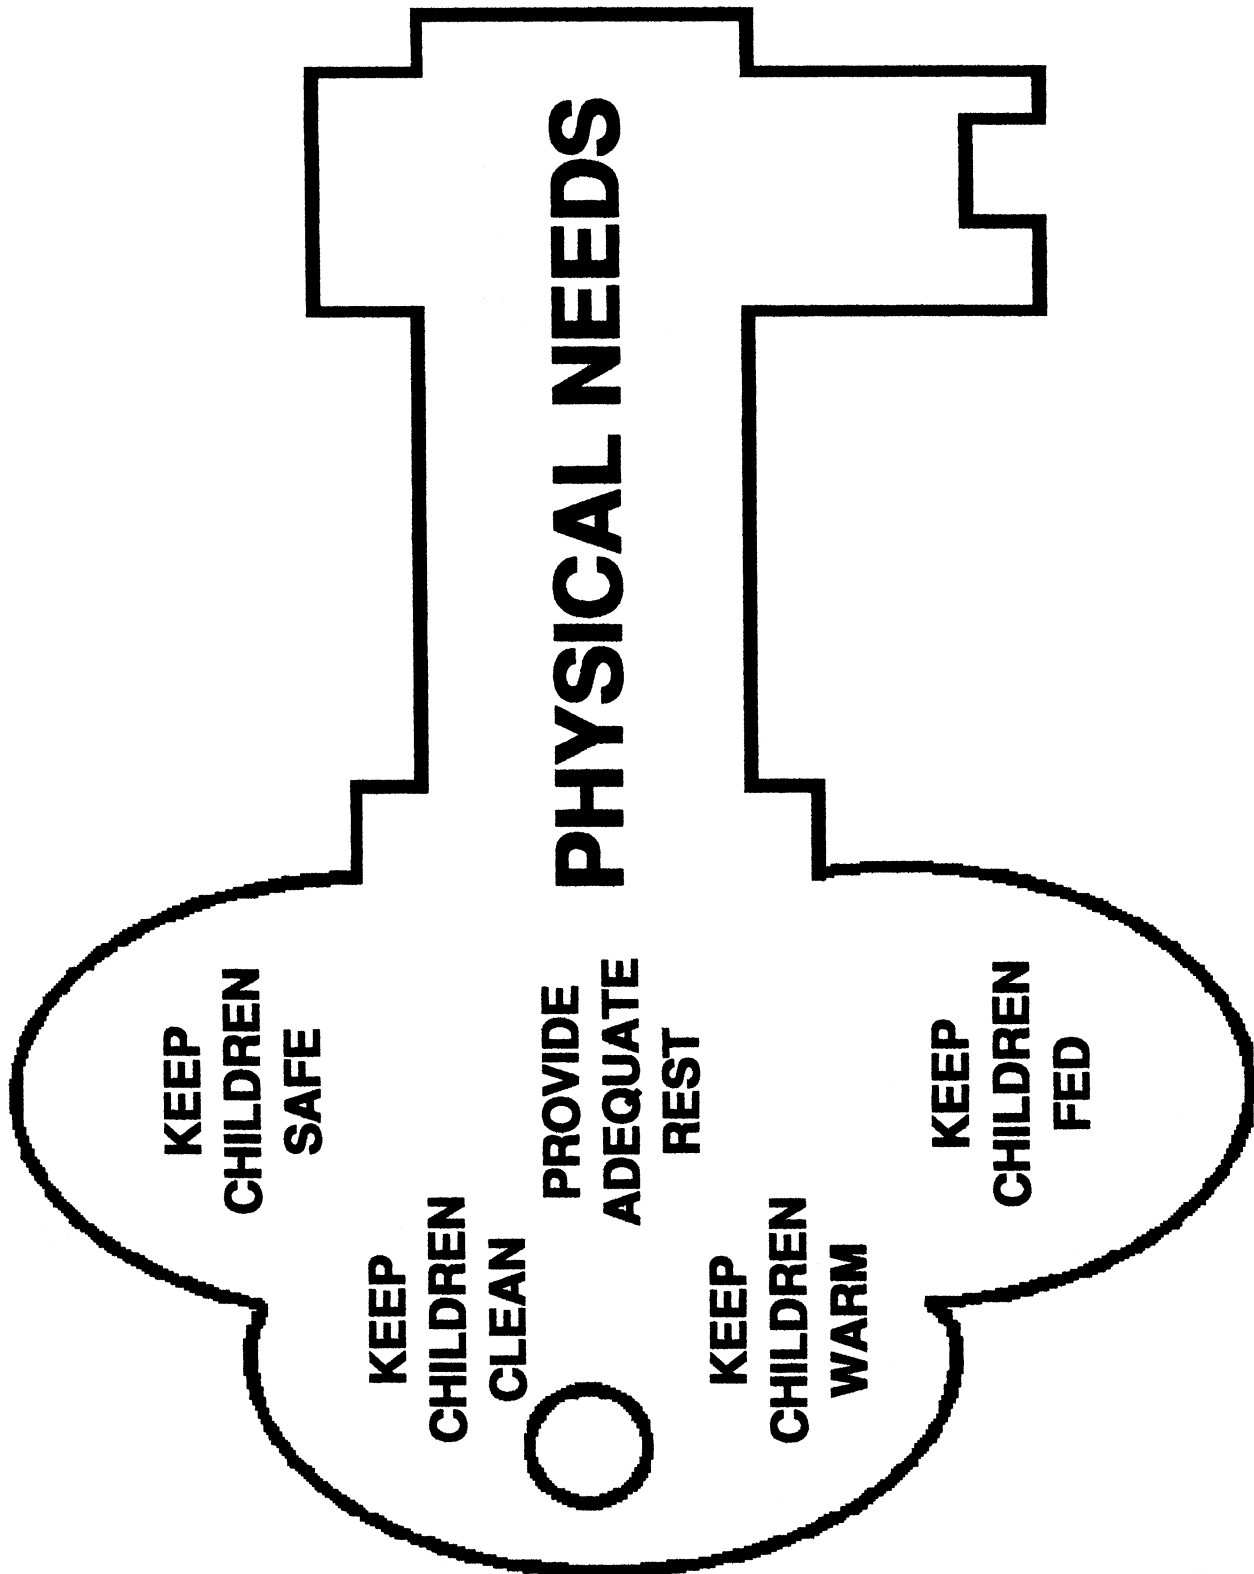 KEEP
CHILDREN
SAFE
KEEP
CHILDREN
CLEAN
PROVIDE
ADEQUATE
REST
PHYSICAL NEEDS
KEEP
CHILDREN
WARM
KEEP
CHILDREN
FED